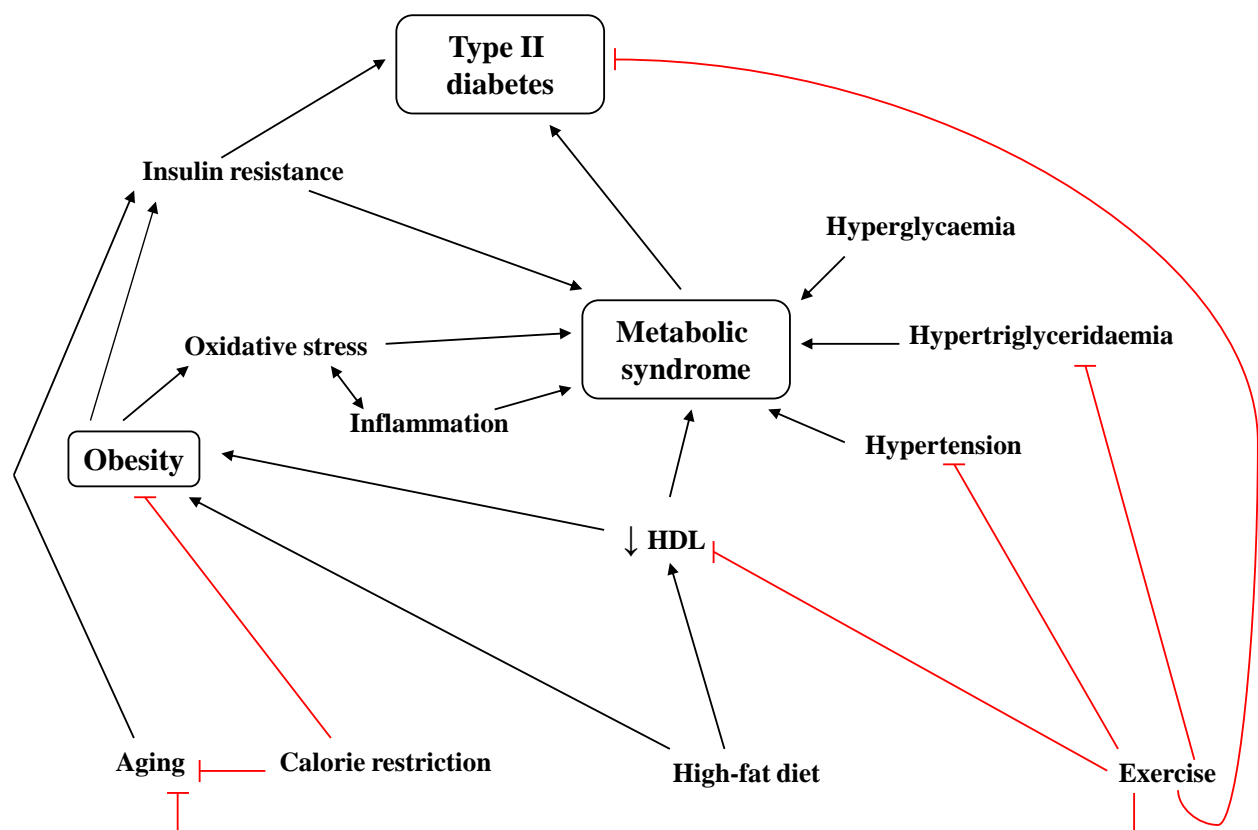 Type II
diabetes
Insulin resistance
Hyperglycaemia
Metabolic
syndrome
Hypertriglyceridaemia
Oxidative stress
Inflammation
Hypertension
Obesity
↓ HDL
Aging
Calorie restriction
High-fat diet
Exercise